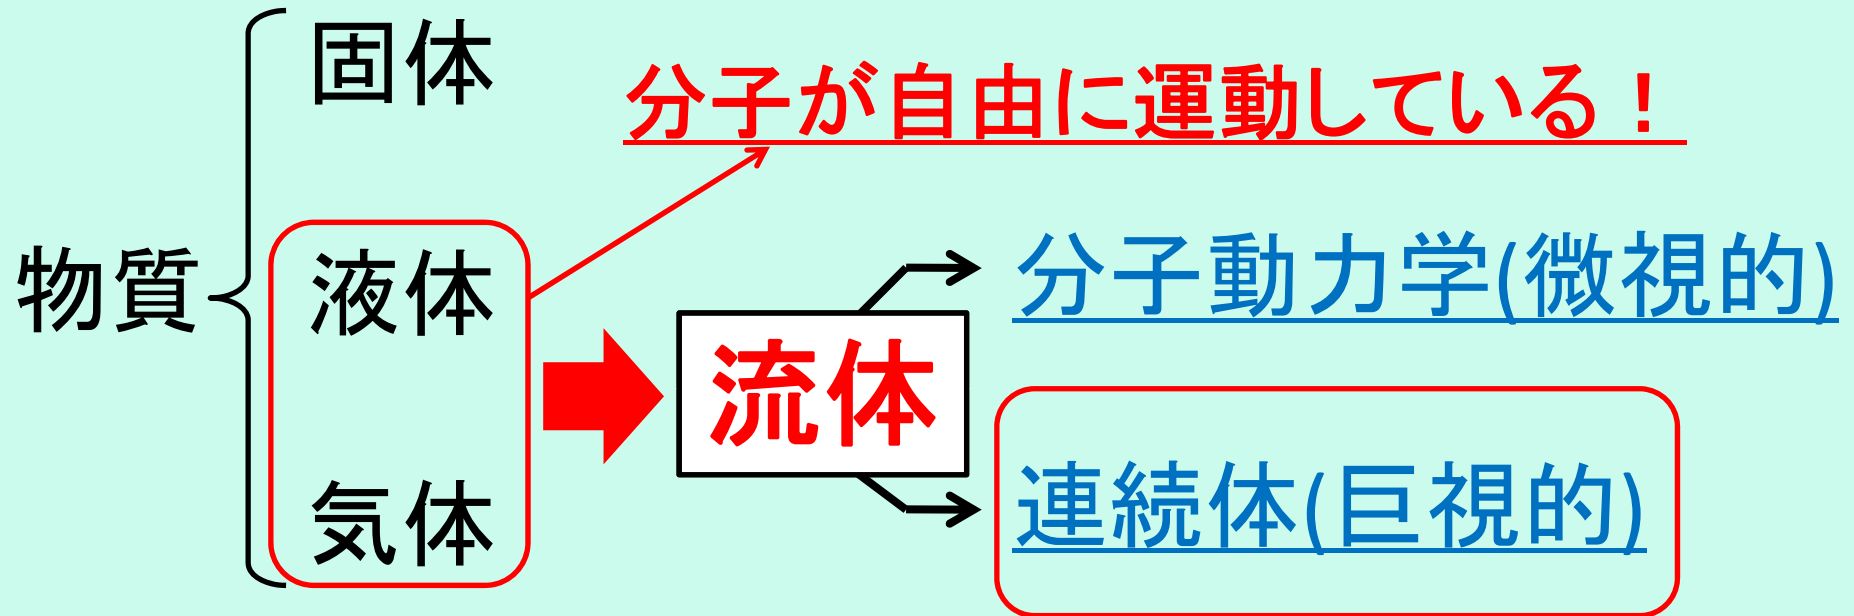 固体
分子が自由に運動している！
物質
液体
分子動力学(微視的)
流体
気体
連続体(巨視的)